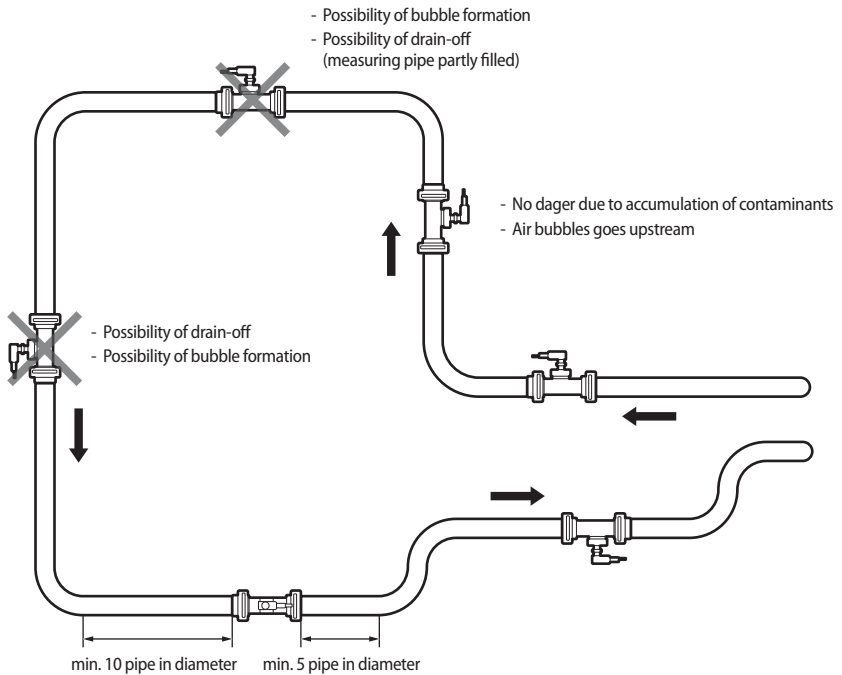 - Possibility of bubble formation
- Possibility of drain-off
(measuring pipe partly filled)
- No dager due to accumulation of contaminants
- Air bubbles goes upstream
- Possibility of drain-off
- Possibility of bubble formation
min. 10 pipe in diameter
min. 5 pipe in diameter